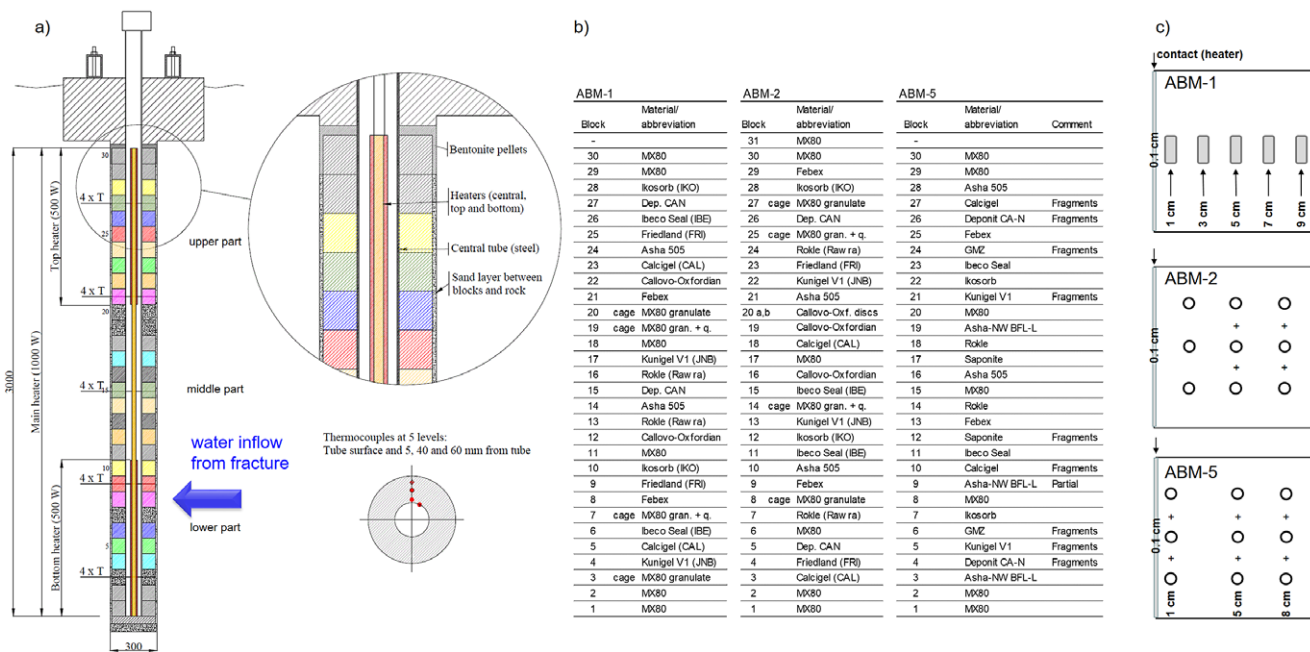 a)
30
Top heater (500 W)
4 x T
25
upper part
4 x T
20
3000
Main heater (1000 W)
4 x T
15
middle part
water inflow
from fracture
10
4 x T
lower part
Bottom heater (500 W)
5
4 x T
300
Bentonite pellets
Heaters (central,
top and bottom)
Central tube (steel)
Sand layer between
blocks and rock
Thermocouples at 5 levels:
Tube surface and 5, 40 and 60 mm from tube
b)
ABM-1
Block Material/ abbreviation
-
30 MX80
29 MX80
28 Ikosorb (IKO)
27 Dep. CAN
26 Ibeco Seal (IBE)
25 Friedland (FRI)
24 Asha 505
23 Calcigel (CAL)
22 Callovo-Oxfordian
21 Febex
20 cage MX80 granulate
19 cage MX80 gran. + q.
18 MX80
17 Kunigel V1 (JNB)
16 Rokle (Raw ra)
15 Dep. CAN
14 Asha 505
13 Rokle (Raw ra)
12 Callovo-Oxfordian
11 MX80
10 Ikosorb (IKO)
9 Friedland (FRI)
8 Febex
7 cage MX80 gran. + q.
6 Ibeco Seal (IBE)
5 Calcigel (CAL)
4 Kunigel V1 (JNB)
3 cage MX80 granulate
2 MX80
1 MX80
ABM-2
Block Material/ abbreviation
31 MX80
30 MX80
29 Febex
28 Ikosorb (IKO)
27 cage MX80 granulate
26 Dep. CAN
25 cage MX80 gran. + q.
24 Rokle (Raw ra)
23 Friedland (FRI)
22 Kunigel V1 (JNB)
21 Asha 505
20 a,b Callovo-Oxf. discs
19 Callovo-Oxfordian
18 Calcigel (CAL)
17 MX80
16 Callovo-Oxfordian
15 Ibeco Seal (IBE)
14 cage MX80 gran. + q.
13 Kunigel V1 (JNB)
12 Ikosorb (IKO)
11 Ibeco Seal (IBE)
10 Asha 505
9 Febex
8 cage MX80 granulate
7 Rokle (Raw ra)
6 MX80
5 Dep. CAN
4 Friedland (FRI)
3 Calcigel (CAL)
2 MX80
1 MX80
ABM-5
Block Material/ abbreviation Comment
-
30 MX80
29 MX80
28 Asha 505
27 Calcigel Fragments
26 Deponit CA-N Fragments
25 Febex
24 GMZ Fragments
23 Ibeco Seal
22 Ikosorb
21 Kunigel V1 Fragments
20 MX80
19 Asha-NW BFL-L
18 Rokle
17 Saponite
16 Asha 505
15 MX80
14 Rokle
13 Febex
12 Saponite Fragments
11 Ibeco Seal
10 Calcigel Fragments
9 Asha-NW BFL-L Partial
8 MX80
7 Ikosorb
6 GMZ Fragments
5 Kunigel V1 Fragments
4 Deponit CA-N Fragments
3 Asha-NW BFL-L
2 MX80
1 MX80
c)
contact (heater)
ABM-1
0.1 cm
1 cm
3 cm
5 cm
7 cm
9 cm
ABM-2
0.1 cm
+ +
+ +
ABM-5
0.1 cm
+ + +
+ + +
1 cm
5 cm
8 cm